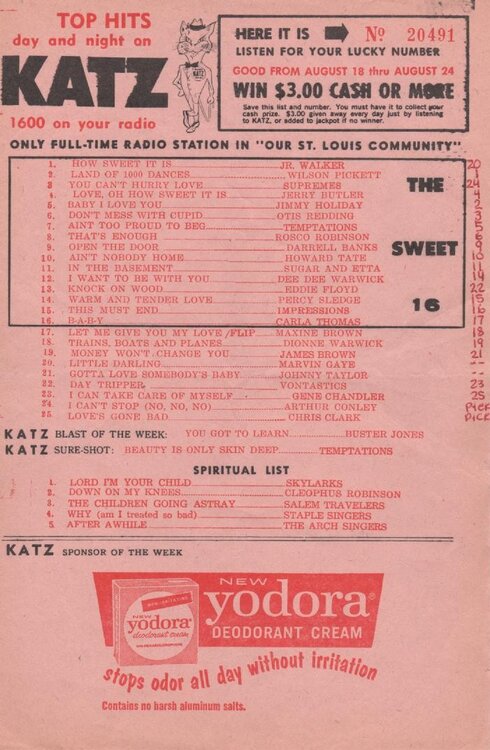 TOP HITS
day and night on
KATZ
1600 on your radio
HERE IT IS № 20491
LISTEN FOR YOUR LUCKY NUMBER
GOOD FROM AUGUST 18 thru AUGUST 24
WIN $3.00 CASH OR MORE
Save this list and number. You must have it to collect your
cash prize. $3.00 given away every day just by listening
to KATZ, or added to jackpot if no winner.
ONLY FULL-TIME RADIO STATION IN "OUR ST. LOUIS COMMUNITY"
THE
SWEET
16
1. HOW SWEET IT IS JR. WALKER 20
2. LAND OF 1000 DANCES WILSON PICKETT 1
3 YOU CAN'T HURRY LOVE SUPREMES 24
4. LOVE, OH HOW SWEET IT IS JERRY BUTLER 4
5. BABY I LOVE YOU JIMMY HOLIDAY 2
6. DON'T MESS WITH CUPID OTIS REDDING 3
7. AINT TOO PROUD TO BEG TEMPTATIONS 5
8. THAT'S ENOUGH ROSCO ROBINSON 6
9. OPEN THE DOOR DARRELL BANKS 9
10. AIN'T NOBODY HOME HOWARD TATE 10
11. IN THE BASEMENT SUGAR AND ETTA 11
12. I WANT TO BE WITH YOU DEE DEE WARWICK 14
13. KNOCK ON WOOD EDDIE FLOYD 22
14. WARM AND TENDER LOVE PERCY SLEDGE 15
15. THIS MUST END IMPRESSIONS 16
16. B-A-B-Y CARLA THOMAS 17
17. LET ME GIVE YOU MY LOVE /FLIP MAXINE BROWN 18
18. TRAINS, BOATS AND PLANES DIONNE WARWICK 19
19. MONEY WON'T CHANGE YOU JAMES BROWN 21
20. LITTLE DARLING MARVIN GAYE --
21. GOTTA LOVE SOMEBODY'S BABY JOHNNY TAYLOR --
22. DAY TRIPPER VONTASTICS 23
23. I CAN TAKE CARE OF MYSELF GENE CHANDLER 25
24. I CAN'T STOP (NO, NO, NO) ARTHUR CONLEY PICK
25. LOVE'S GONE BAD CHRIS CLARK PICK
KATZ BLAST OF THE WEEK: YOU GOT TO LEARN BUSTER JONES
KATZ SURE-SHOT: BEAUTY IS ONLY SKIN DEEP TEMPTATIONS
SPIRITUAL LIST
1. LORD I'M YOUR CHILD SKYLARKS
2. DOWN ON MY KNEES CLEOPHUS ROBINSON
3. THE CHILDREN GOING ASTRAY SALEM TRAVELERS
4. WHY (am I treated so bad) STAPLE SINGERS
5. AFTER AWHILE THE ARCH SINGERS
KATZ SPONSOR OF THE WEEK
NEW
yodora
deodorant cream
NEW
yodora
DEODORANT CREAM
stops odor all day without irritation
Contains no harsh aluminum salts.